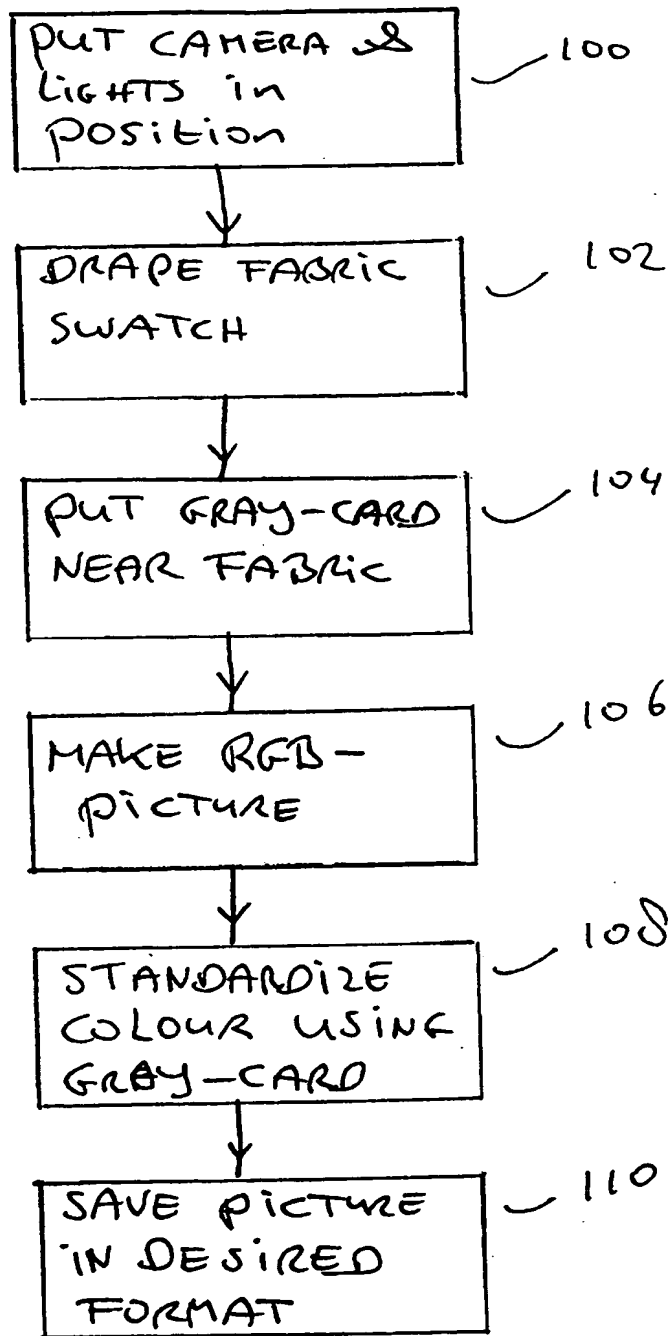 PUT CAMERA &
LIGHTS in
position
100
DRAPE FABRIC
SWATCH
102
PUT GRAY-CARD
NEAR FABRIC
104
MAKE RGB-
PICTURE
106
STANDARDIZE
COLOUR USING
GRAY-CARD
108
SAVE PICTURE
IN DESIRED
FORMAT
110